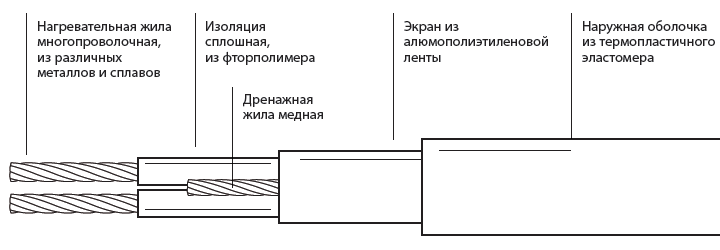 Нагревательная жила
многопроволочная,
из различных
металлов и сплавов
Изоляция
сплошная,
из фторполимера
Дренажная
жила медная
Экран из
алюмополиэтиленовой
ленты
Наружная оболочка
из термопластичного
эластомера